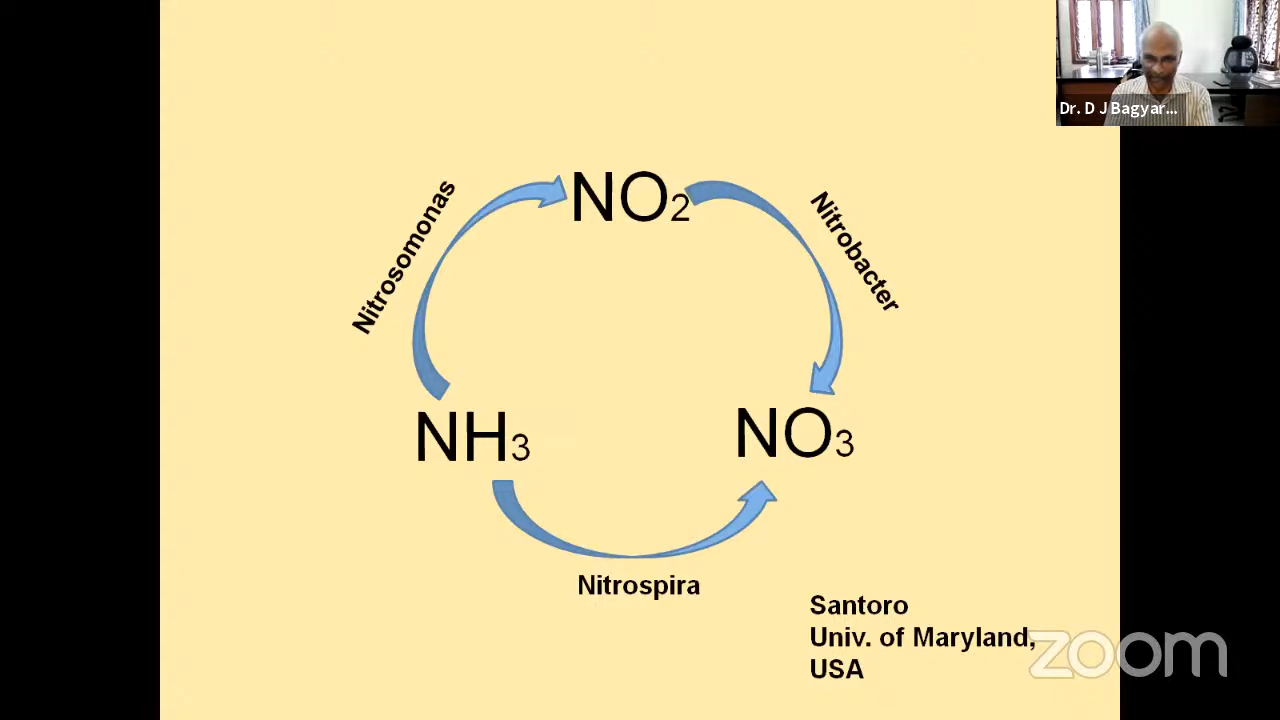 Dr. D J Bagyar...
NO2
Nitrosomonas
Nitrobacter
NH3
NO3
Nitrospira
Santoro
Univ. of Maryland,
USA
zoom